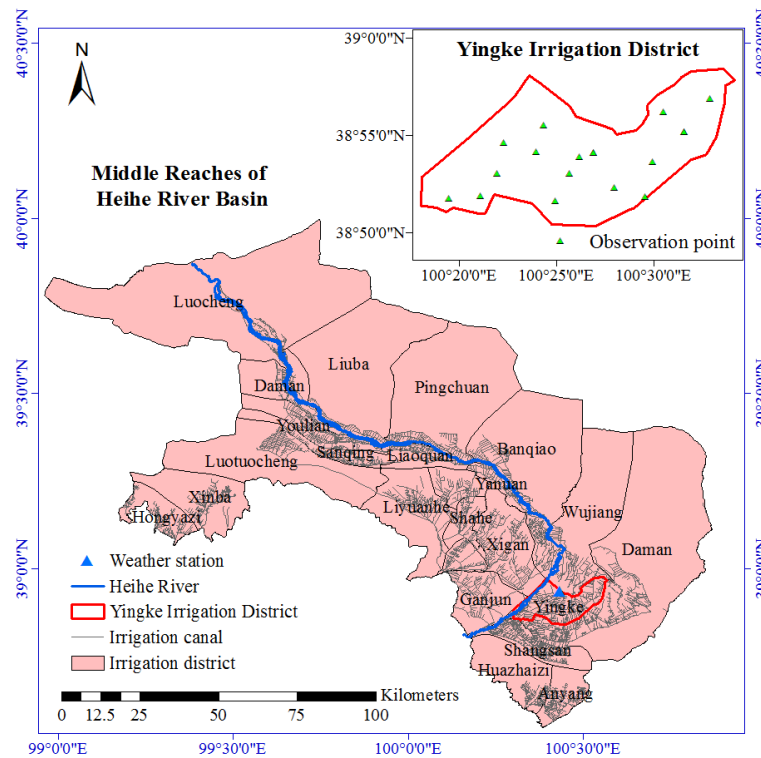 N
Middle Reaches of
Heihe River Basin
Yingke Irrigation District
39°0'0"N
38°55'0"N
38°50'0"N
Observation point
100°20'0"E
100°25'0"E
100°30'0"E
40°30'0"N
40°0'0"N
39°30'0"N
39°0'0"N
Luocheng
Liuba
Daman
Pingchuan
Youlian
Sanqing
Liaoquan
Banqiao
Luotuocheng
Yanuan
Xinba
Hongyazi
Liyuanhe
Shahe
Wujiang
Xigan
Daman
Ganjun
Yingke
Shangsan
Huazhaizi
Anyang
Weather station
Heihe River
Yingke Irrigation District
Irrigation canal
Irrigation district
Kilometers
0
12.5
25
50
75
100
99°0'0"E
99°30'0"E
100°0'0"E
100°30'0"E